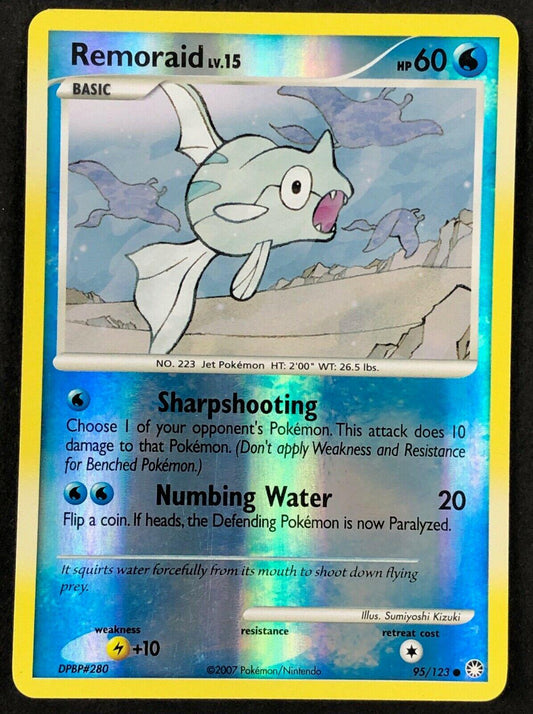 Remoraid LV.15
HP 60
BASIC
NO. 223 Jet Pokémon HT: 2'00" WT: 26.5 lbs.
Sharpshooting
Choose 1 of your opponent's Pokémon. This attack does 10
damage to that Pokémon. (Don't apply Weakness and Resistance
for Benched Pokémon.)
Numbing Water 20
Flip a coin. If heads, the Defending Pokémon is now Paralyzed.
It squirts water forcefully from its mouth to shoot down flying
prey.
Illus. Sumiyoshi Kizuki
weakness resistance retreat cost
+10
DPBP#280 ©2007 Pokémon/Nintendo 95/123